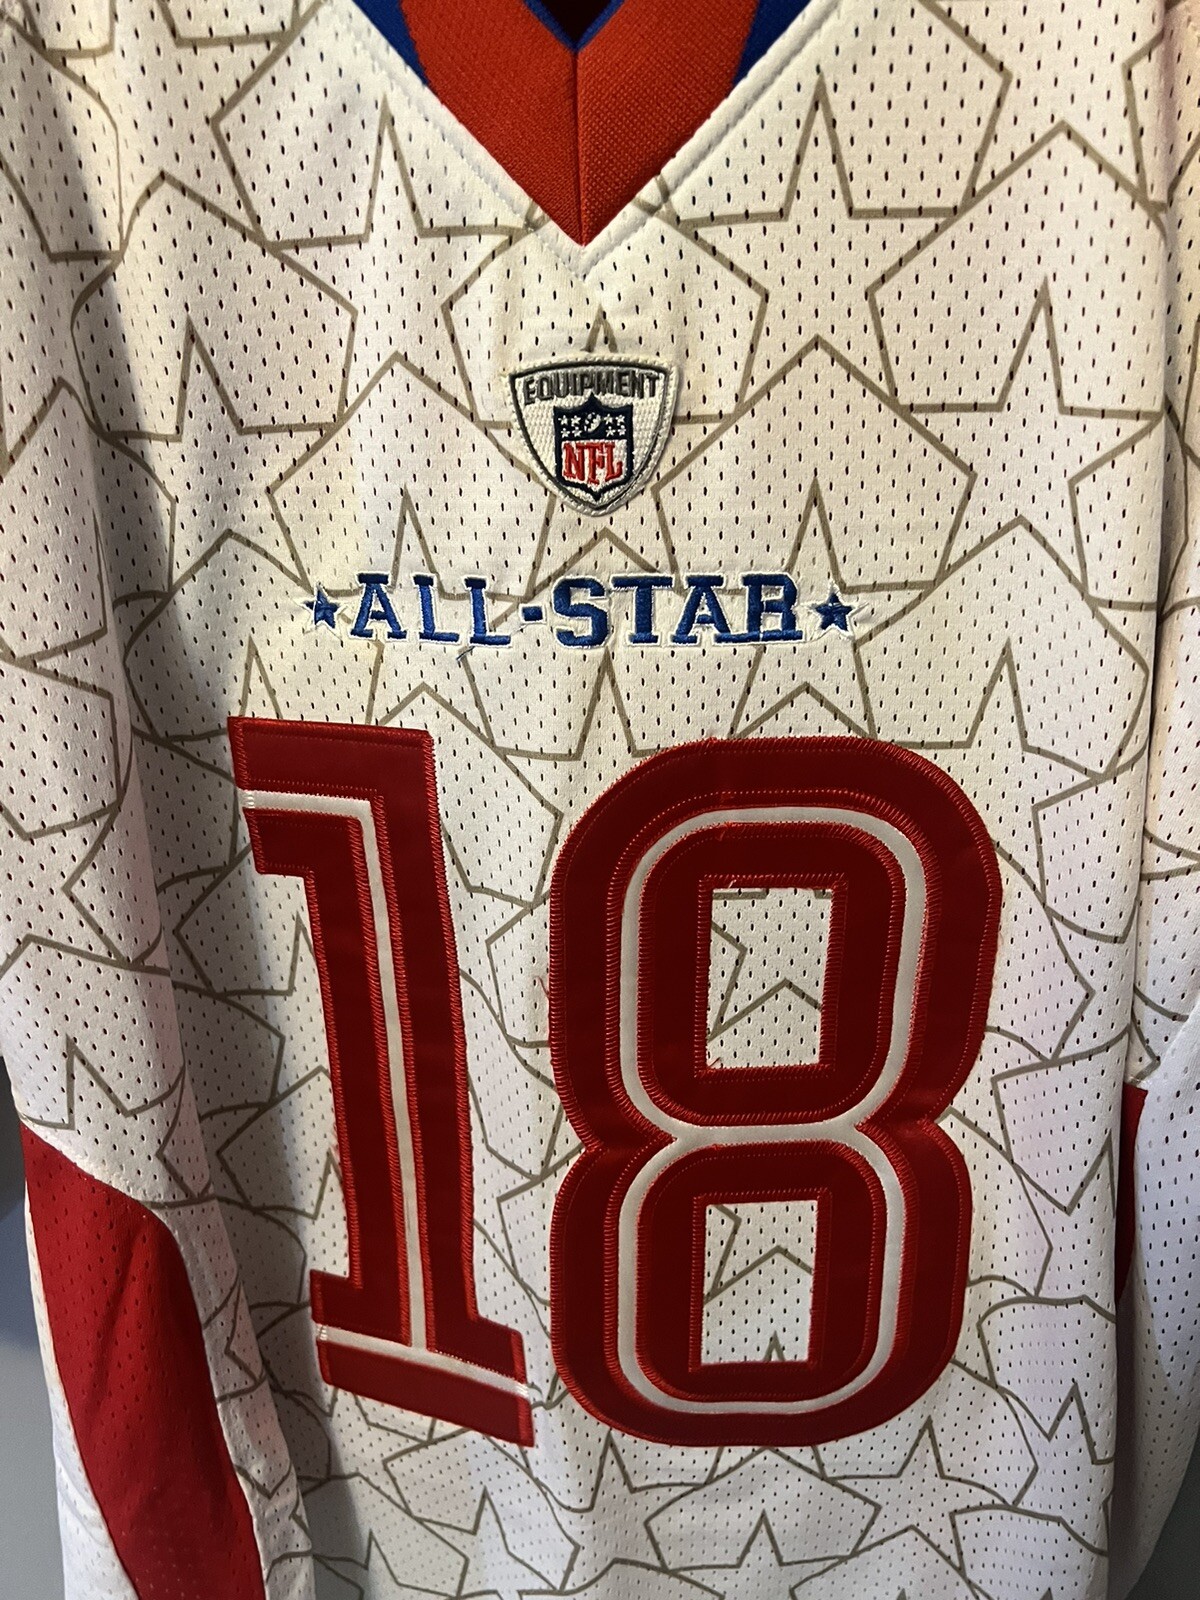 EQUIPMENT
NFL
★ALL-STAR★
18